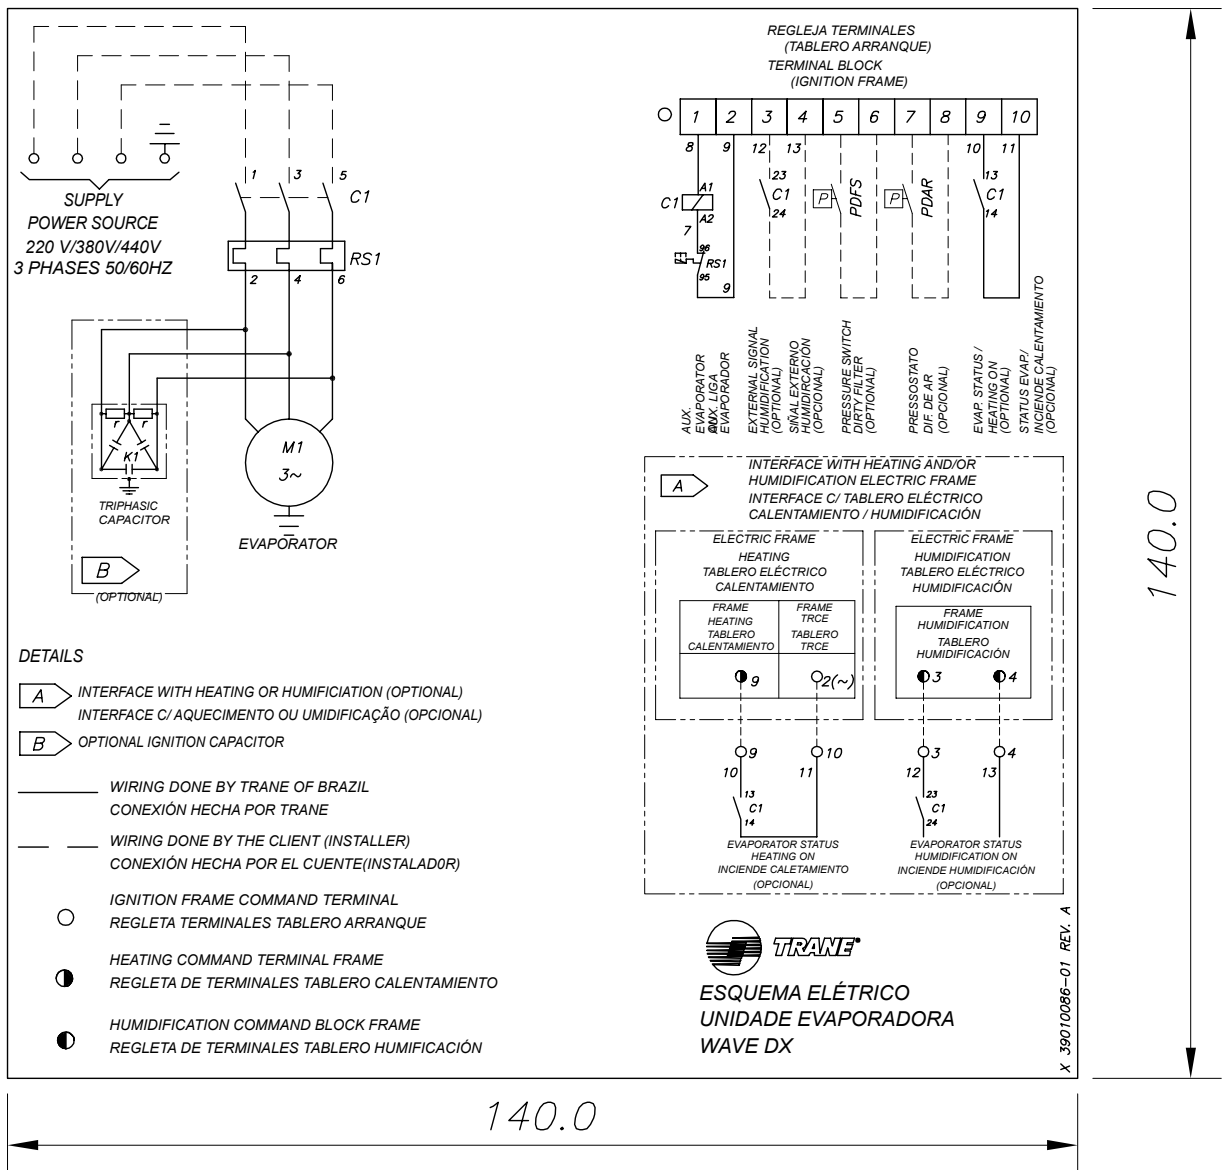 REGLEJA TERMINALES
(TABLERO ARRANQUE)
TERMINAL BLOCK
(IGNITION FRAME)
1 2 3 4 5 6 7 8 9 10
8 9 12 13 10 11
A1
C1
A2
7
96
RS1
95
9
23
C1
24
P
PDFS
P
PDAR
13
C1
14
AUX.
EVAPORATOR
AUX. LIGA
EVAPORADOR
EXTERNAL SIGNAL
HUMIDIFICATION
(OPTIONAL)
SIÑAL EXTERNO
HUMIDIRCACIÓN
(OPCIONAL)
PRESSURE SWITCH
DIRTY FILTER
(OPTIONAL)
PRESSOSTATO
DIF. DE AR
(OPCIONAL)
EVAP. STATUS /
HEATING ON
(OPTIONAL)
STATUS EVAP./
INCIENDE CALENTAMIENTO
(OPCIONAL)
SUPPLY
POWER SOURCE
220 V/380V/440V
3 PHASES 50/60HZ
1 3 5
C1
RS1
2 4 6
r r
K1
TRIPHASIC
CAPACITOR
B
(OPTIONAL)
M1
3~
EVAPORATOR
A
INTERFACE WITH HEATING AND/OR
HUMIDIFICATION ELECTRIC FRAME
INTERFACE C/ TABLERO ELÉCTRICO
CALENTAMIENTO / HUMIDIFICACIÓN
ELECTRIC FRAME
HEATING
TABLERO ELÉCTRICO
CALENTAMIENTO
FRAME
HEATING
TABLERO
CALENTAMIENTO
FRAME
TRCE
TABLERO
TRCE
9
2(~)
9 10
10 11
13
C1
14
EVAPORATOR STATUS
HEATING ON
INCIENDE CALETAMIENTO
(OPCIONAL)
ELECTRIC FRAME
HUMIDIFICATION
TABLERO ELÉCTRICO
HUMIDIFICACIÓN
FRAME
HUMIDIFICATION
TABLERO
HUMIDIFICACIÓN
3 4
3 4
12 13
23
C1
24
EVAPORATOR STATUS
HUMIDIFICATION ON
INCIENDE HUMIDIFICACIÓN
(OPCIONAL)
DETAILS
A INTERFACE WITH HEATING OR HUMIFICIATION (OPTIONAL)
INTERFACE C/ AQUECIMENTO OU UMIDIFICAÇÃO (OPCIONAL)
B OPTIONAL IGNITION CAPACITOR
WIRING DONE BY TRANE OF BRAZIL
CONEXIÓN HECHA POR TRANE
WIRING DONE BY THE CLIENT (INSTALLER)
CONEXIÓN HECHA POR EL CUENTE(INSTALAD0R)
IGNITION FRAME COMMAND TERMINAL
REGLETA TERMINALES TABLERO ARRANQUE
HEATING COMMAND TERMINAL FRAME
REGLETA DE TERMINALES TABLERO CALENTAMIENTO
HUMIDIFICATION COMMAND BLOCK FRAME
REGLETA DE TERMINALES TABLERO HUMIFICACIÓN
TRANE®
ESQUEMA ELÉTRICO
UNIDADE EVAPORADORA
WAVE DX
X 39010086-01 REV. A
140.0
140.0